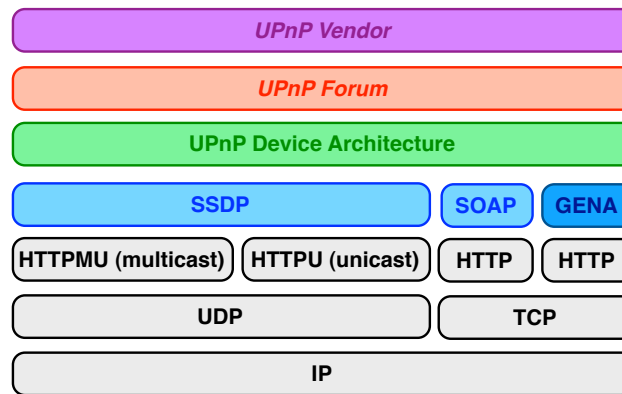 UPnP Vendor
UPnP Forum
UPnP Device Architecture
SSDP SOAP GENA
HTTPMU (multicast) HTTPU (unicast) HTTP HTTP
UDP TCP
IP